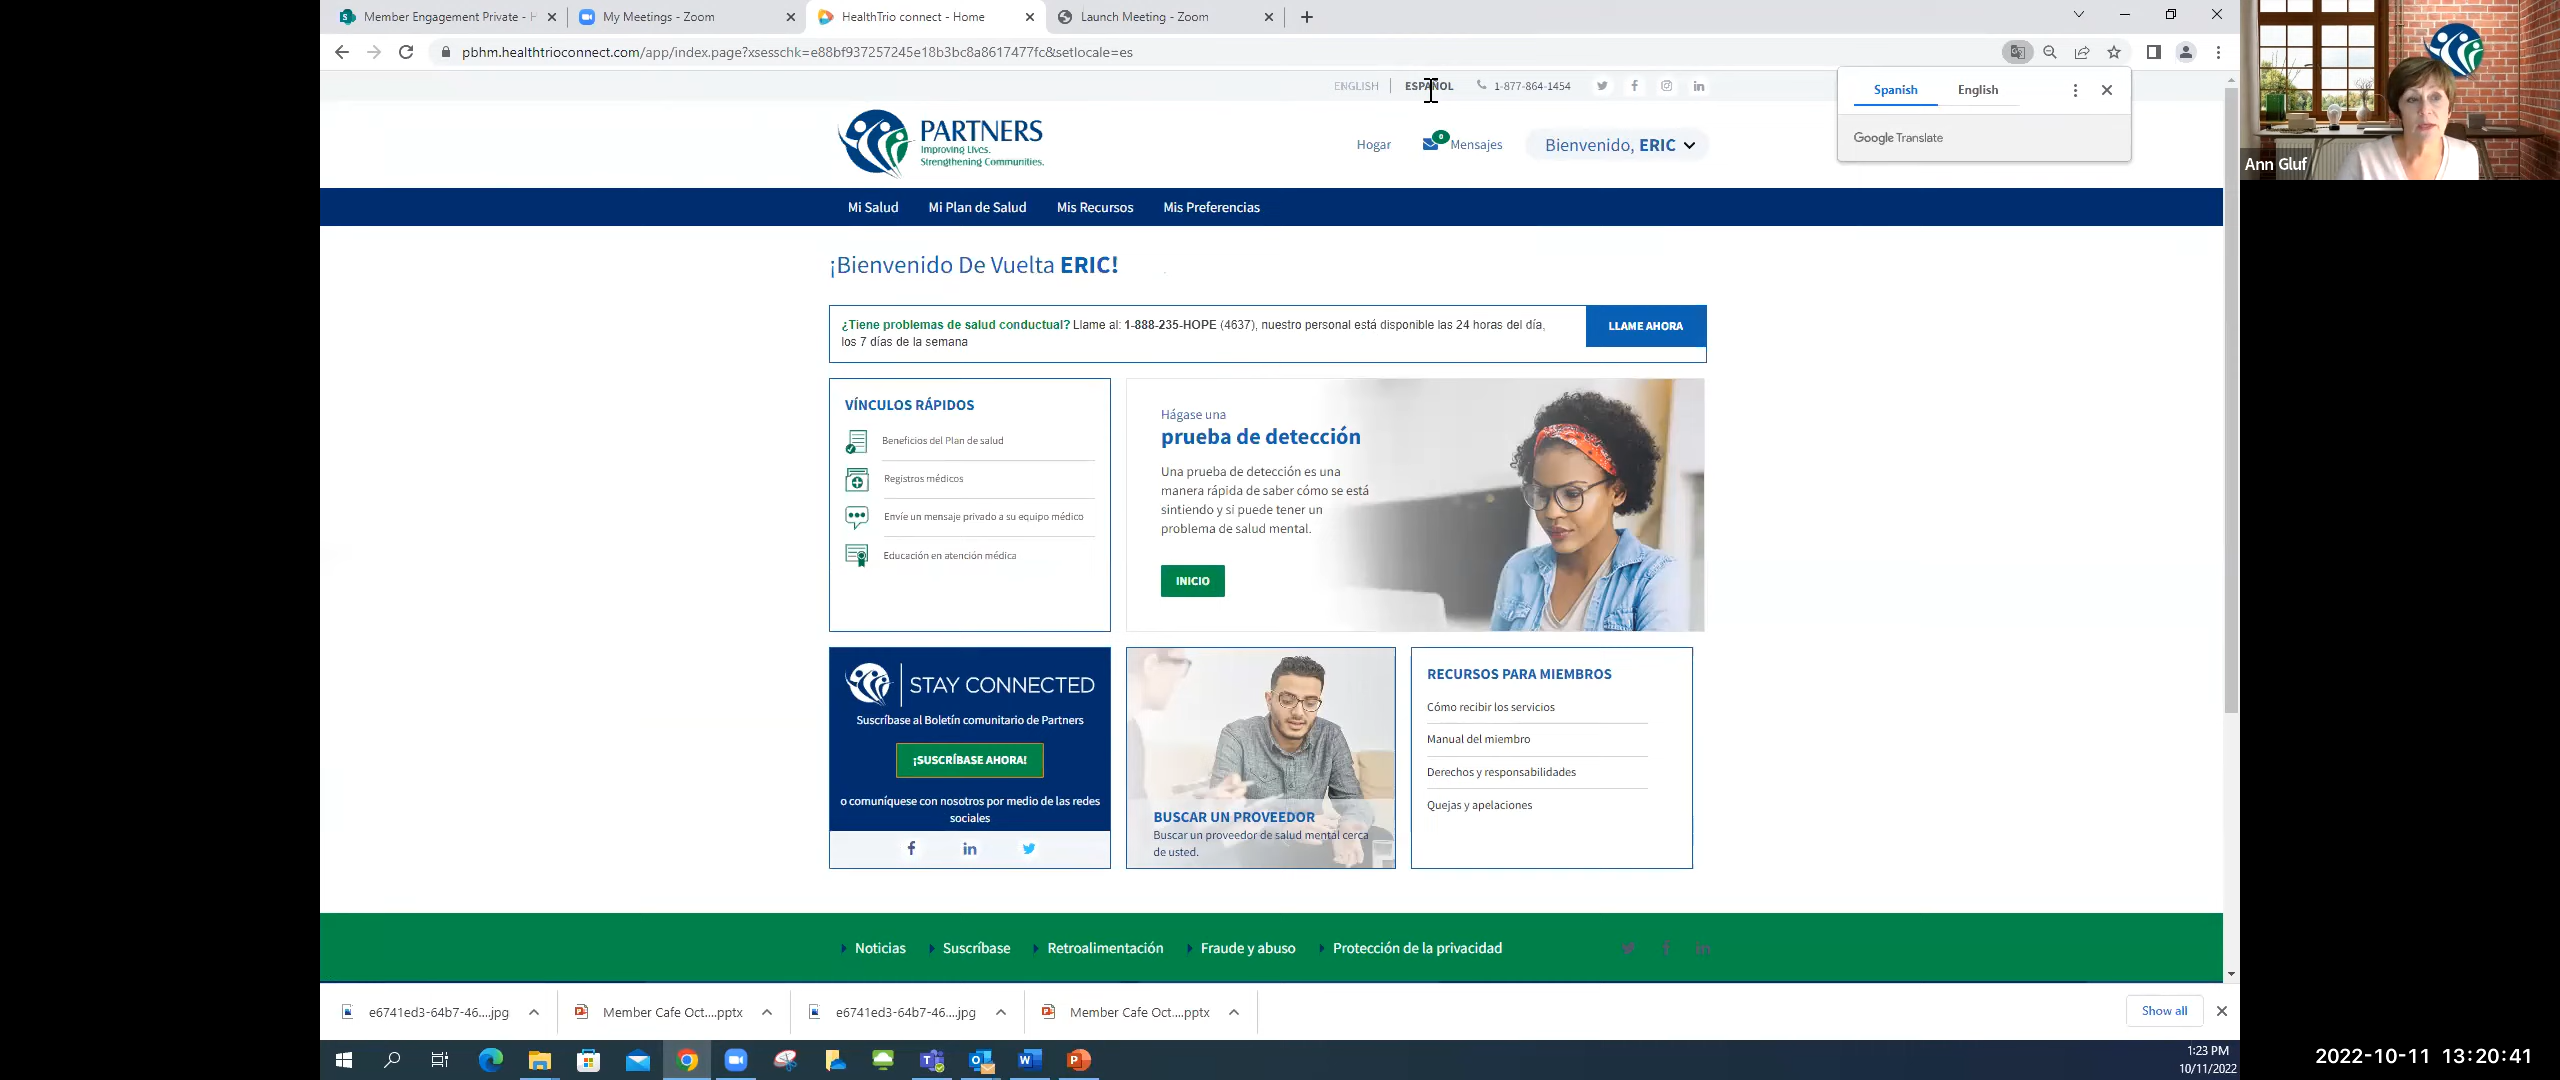 Member Engagement Private -
My Meetings - Zoom
HealthTrio connect - Home
Launch Meeting - Zoom
pbhm.healthtrioconnect.com/app/index.page?xsesschk=e88bf937257245e18b3bc8a8617477fc&setlocale=es
ENGLISH
ESPAÑOL
1-877-864-1454
Spanish
English
Google Translate
Ann Gluf
PARTNERS
Improving Lives.
Strengthening Communities.
Hogar
0
Mensajes
Bienvenido, ERIC
Mi Salud
Mi Plan de Salud
Mis Recursos
Mis Preferencias
¡Bienvenido De Vuelta ERIC!
¿Tiene problemas de salud conductual? Llame al: 1-888-235-HOPE (4637), nuestro personal está disponible las 24 horas del día,
los 7 días de la semana
LLAME AHORA
VÍNCULOS RÁPIDOS
Beneficios del Plan de salud
Registros médicos
Envíe un mensaje privado a su equipo médico
Educación en atención médica
Hágase una
prueba de detección
Una prueba de detección es una
manera rápida de saber cómo se está
sintiendo y si puede tener un
problema de salud mental.
INICIO
STAY CONNECTED
Suscríbase al Boletín comunitario de Partners
¡SUSCRÍBASE AHORA!
o comuníquese con nosotros por medio de las redes
sociales
BUSCAR UN PROVEEDOR
Buscar un proveedor de salud mental cerca
de usted.
RECURSOS PARA MIEMBROS
Cómo recibir los servicios
Manual del miembro
Derechos y responsabilidades
Quejas y apelaciones
Noticias
Suscríbase
Retroalimentación
Fraude y abuso
Protección de la privacidad
e6741ed3-64b7-46....jpg
Member Cafe Oct....pptx
e6741ed3-64b7-46....jpg
Member Cafe Oct....pptx
Show all
1:23 PM
10/11/2022
2022-10-11 13:20:41